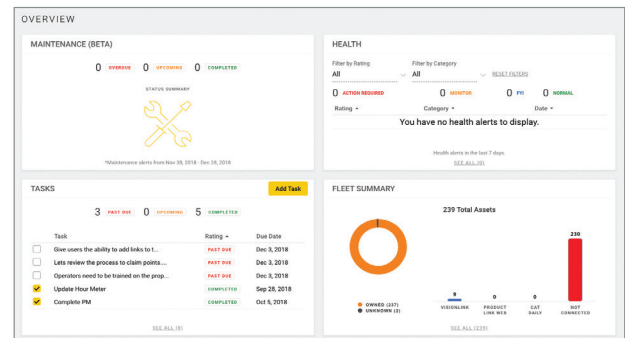 OVERVIEW
MAINTENANCE (BETA)
0 OVERDUE 0 UPCOMING 0 COMPLETED
STATUS SUMMARY
*Maintenance alerts from Nov 28, 2018 - Dec 28, 2018
HEALTH
Filter by Rating Filter by Category
All All RESET FILTERS
0 ACTION REQUIRED 0 MONITOR 0 FYI 0 NORMAL
Rating Category Date
You have no health alerts to display.
Health alerts in the last 7 days.
SEE ALL (0)
TASKS
Add Task
3 PAST DUE 0 UPCOMING 5 COMPLETED
Task Rating Due Date
Give users the ability to add links to t... PAST DUE Dec 3, 2018
Lets review the process to claim points.... PAST DUE Dec 3, 2018
Operators need to be trained on the prop... PAST DUE Dec 3, 2018
Update Hour Meter COMPLETED Sep 28, 2018
Complete PM COMPLETED Oct 5, 2018
SEE ALL (8)
FLEET SUMMARY
239 Total Assets
OWNED (237)
UNKNOWN (2)
230
9 0 0
VISIONLINK PRODUCT LINK WEB CAT DAILY NOT CONNECTED
SEE ALL (239)